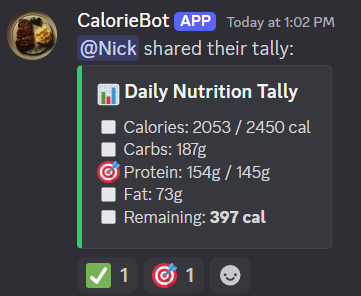 CalorieBot APP Today at 1:02 PM
@Nick shared their tally:
Daily Nutrition Tally
Calories: 2053 / 2450 cal
Carbs: 187g
Protein: 154g / 145g
Fat: 73g
Remaining: 397 cal
1 1